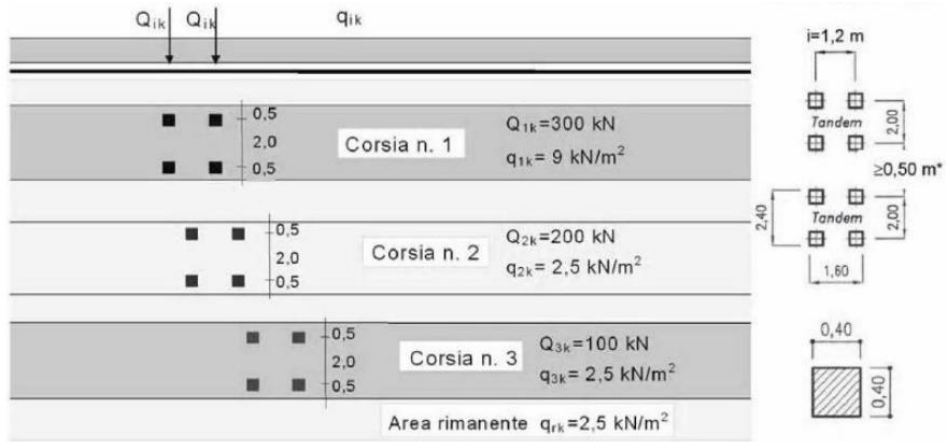 Qik Qik qik
0,5
2,0
0,5
Corsia n. 1
Q1k=300 kN
q1k= 9 kN/m²
0,5
2,0
0,5
Corsia n. 2
Q2k=200 kN
q2k= 2,5 kN/m²
0,5
2,0
0,5
Corsia n. 3
Q3k=100 kN
q3k= 2,5 kN/m²
Area rimanente qrk=2,5 kN/m²
i=1,2 m
Tandem
2,00
≥0,50 m*
2,40
Tandem
2,00
1,60
0,40
0,40